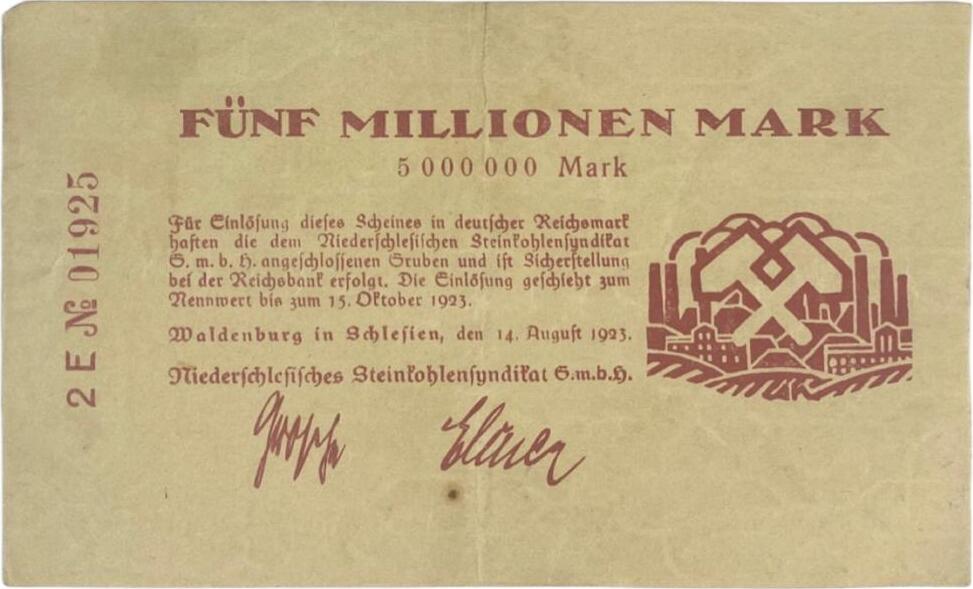 FÜNF MILLIONEN MARK
5 000 000 Mark
Für Einlösung dieses Scheines in deutscher Reichsmark
haften die dem Niederschlesischen Steinkohlensyndikat
G. m. b. H. angeschlossenen Gruben und ist Sicherstellung
bei der Reichsbank erfolgt. Die Einlösung geschieht zum
Nennwert bis zum 15. Oktober 1923.
Waldenburg in Schlesien, den 14. August 1923.
Niederschlesisches Steinkohlensyndikat G.m.b.H.
2 E № 01925